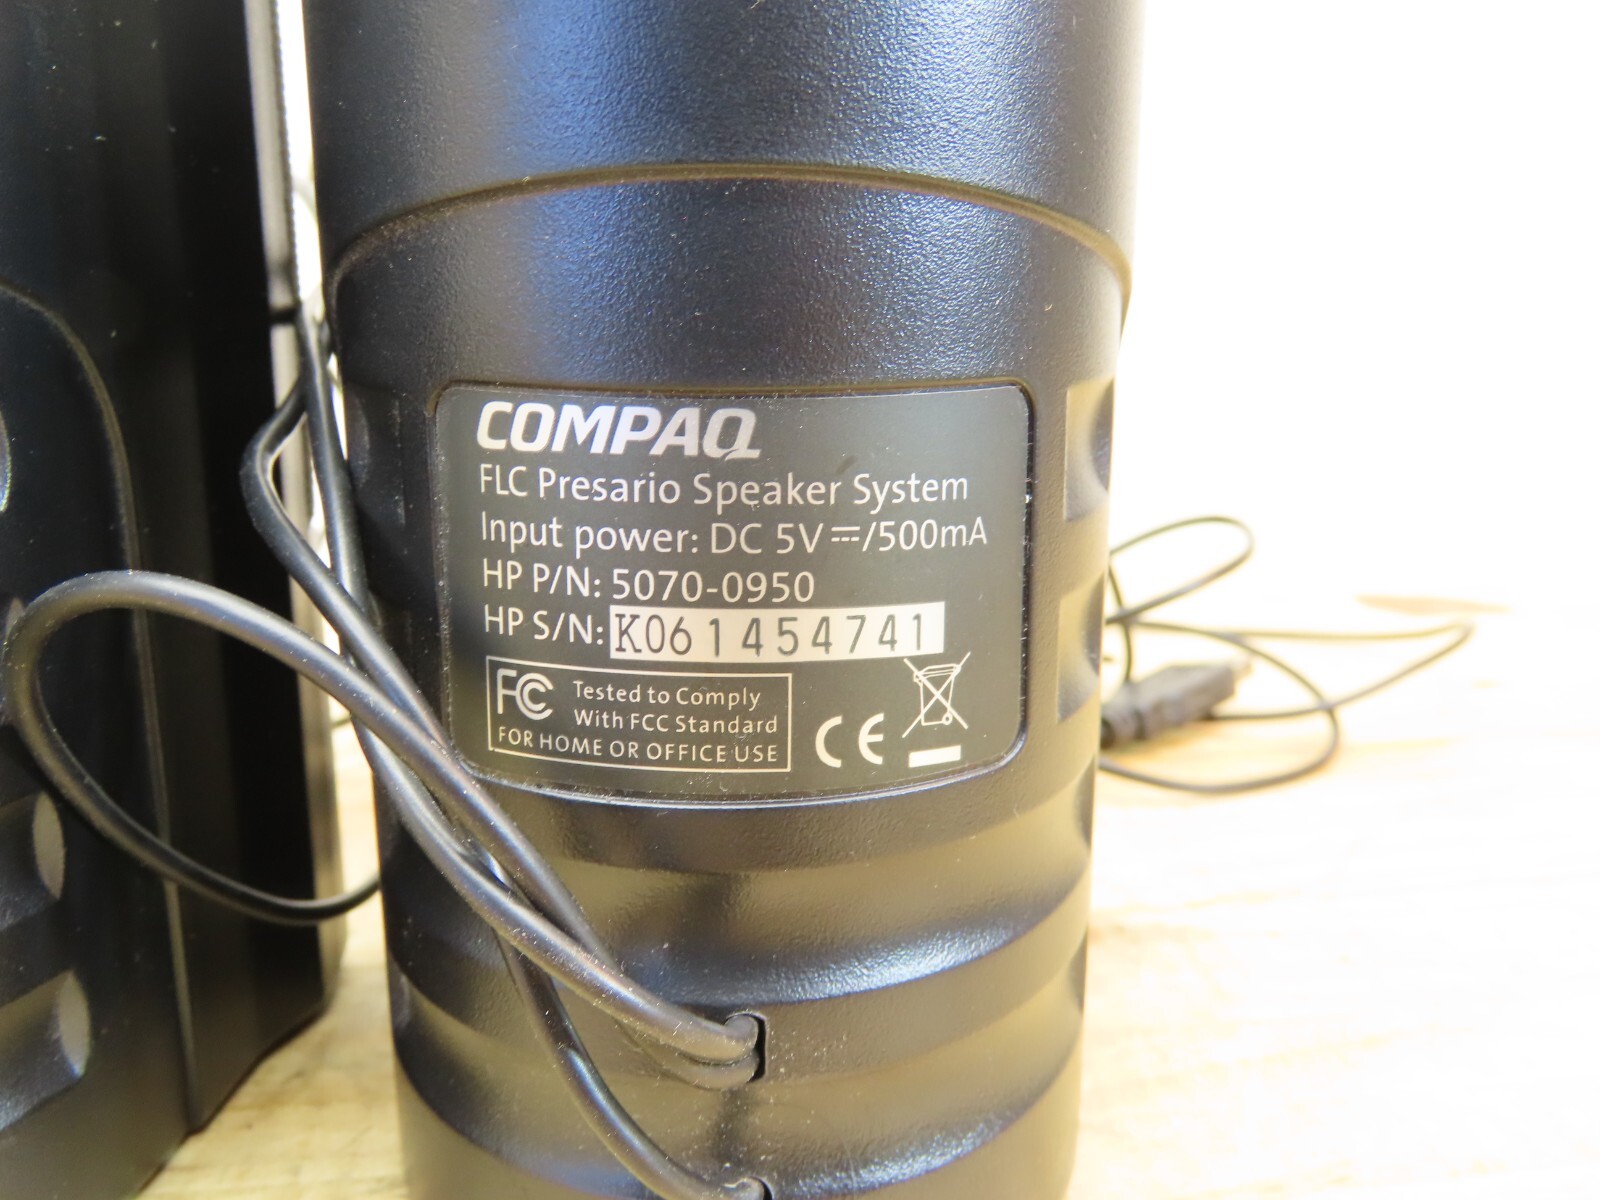 COMPAQ
FLC Presario Speaker System
Input power: DC 5V ⎓/500mA
HP P/N: 5070-0950
HP S/N: K061454741
FC Tested to Comply
With FCC Standard
FOR HOME OR OFFICE USE
CE